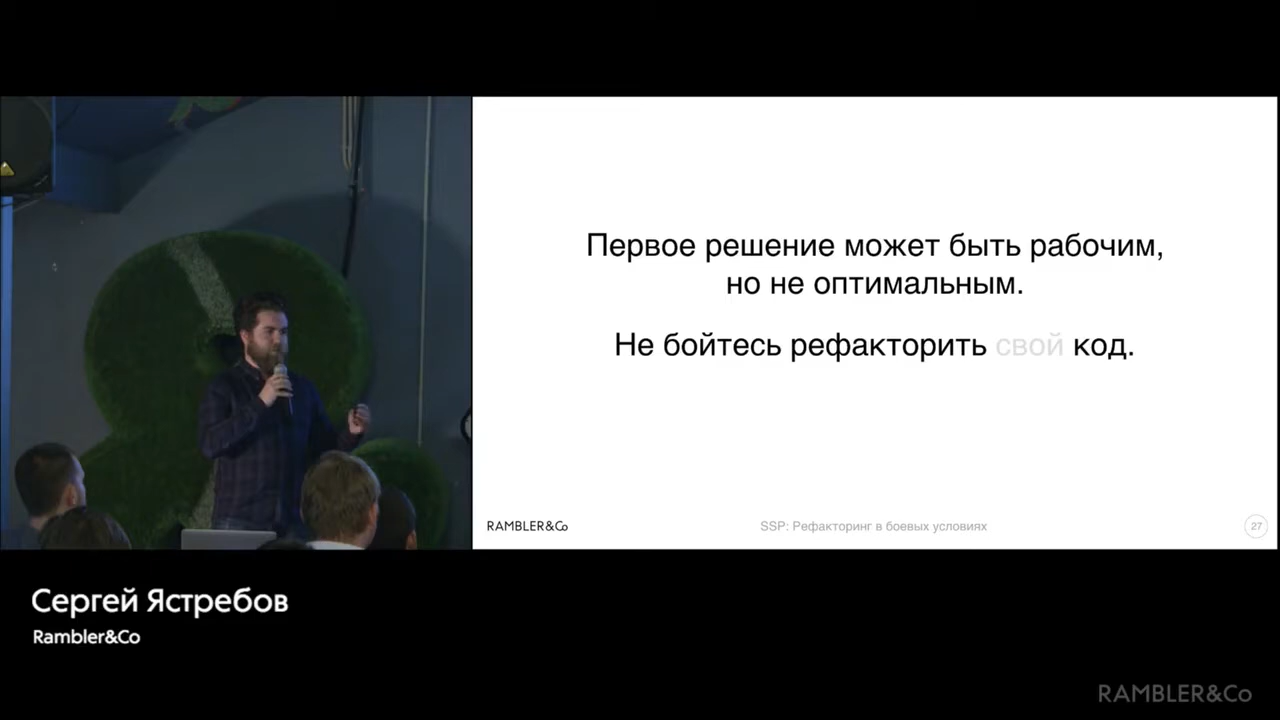 Первое решение может быть рабочим,
но не оптимальным.
Не бойтесь рефакторить свой код.
RAMBLER&Co
SSP: Рефакторинг в боевых условиях
27
Сергей Ястребов
Rambler&Co
RAMBLER&Co